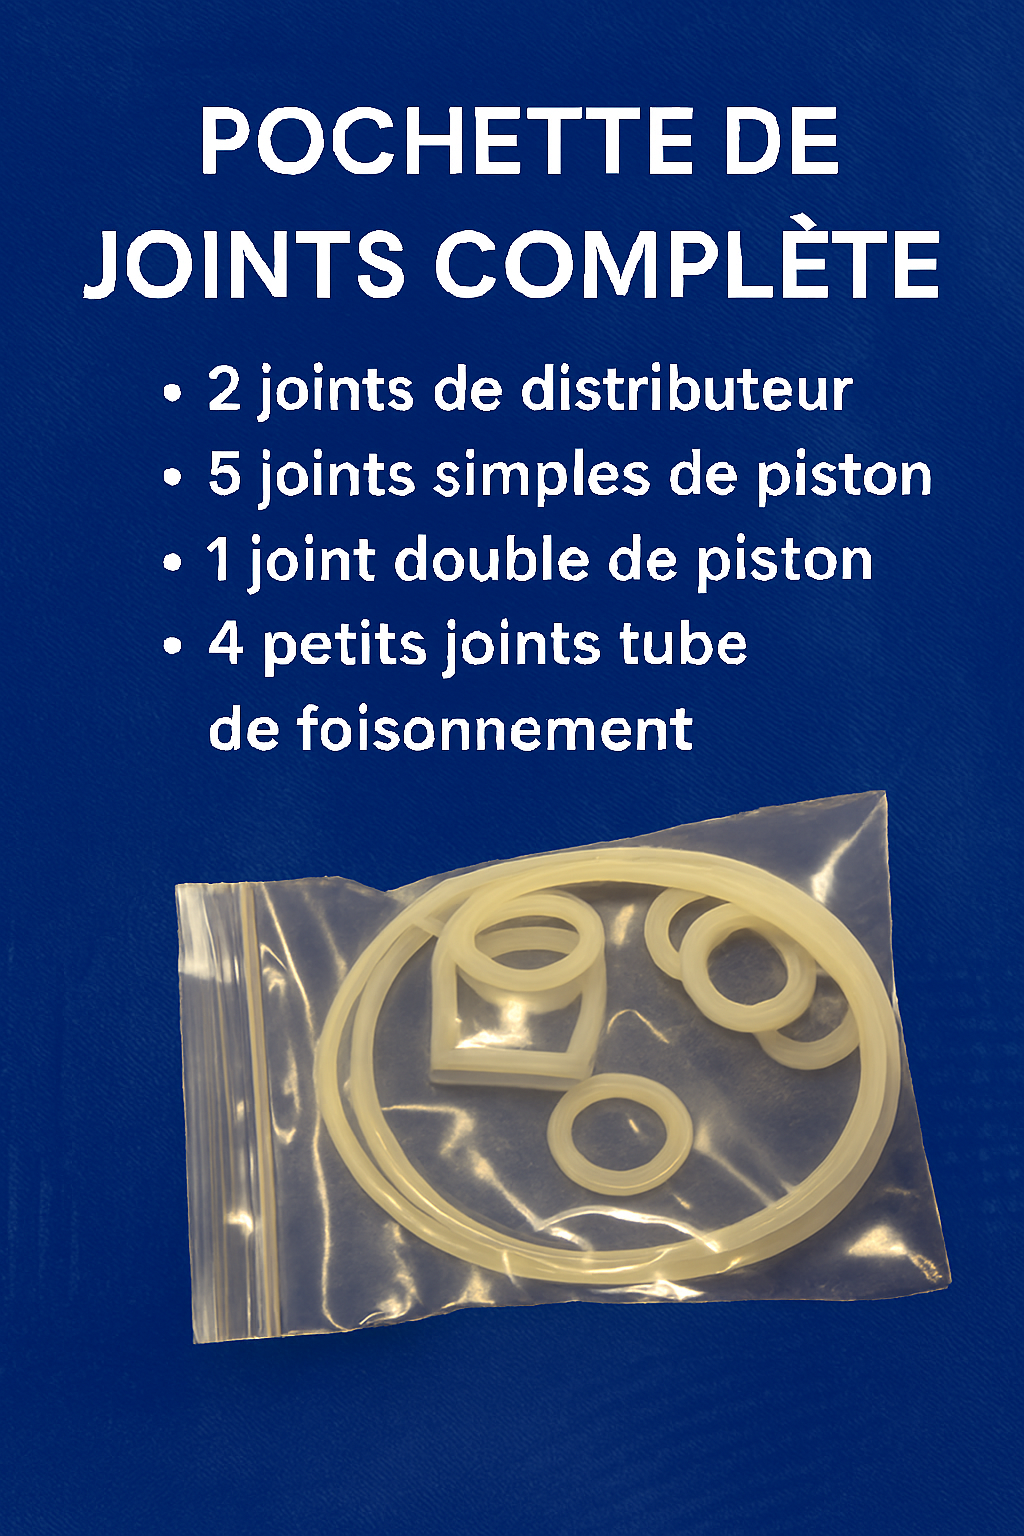 POCHETTE DE
JOINTS COMPLÈTE
• 2 joints de distributeur
• 5 joints simples de piston
• 1 joint double de piston
• 4 petits joints tube
de foisonnement